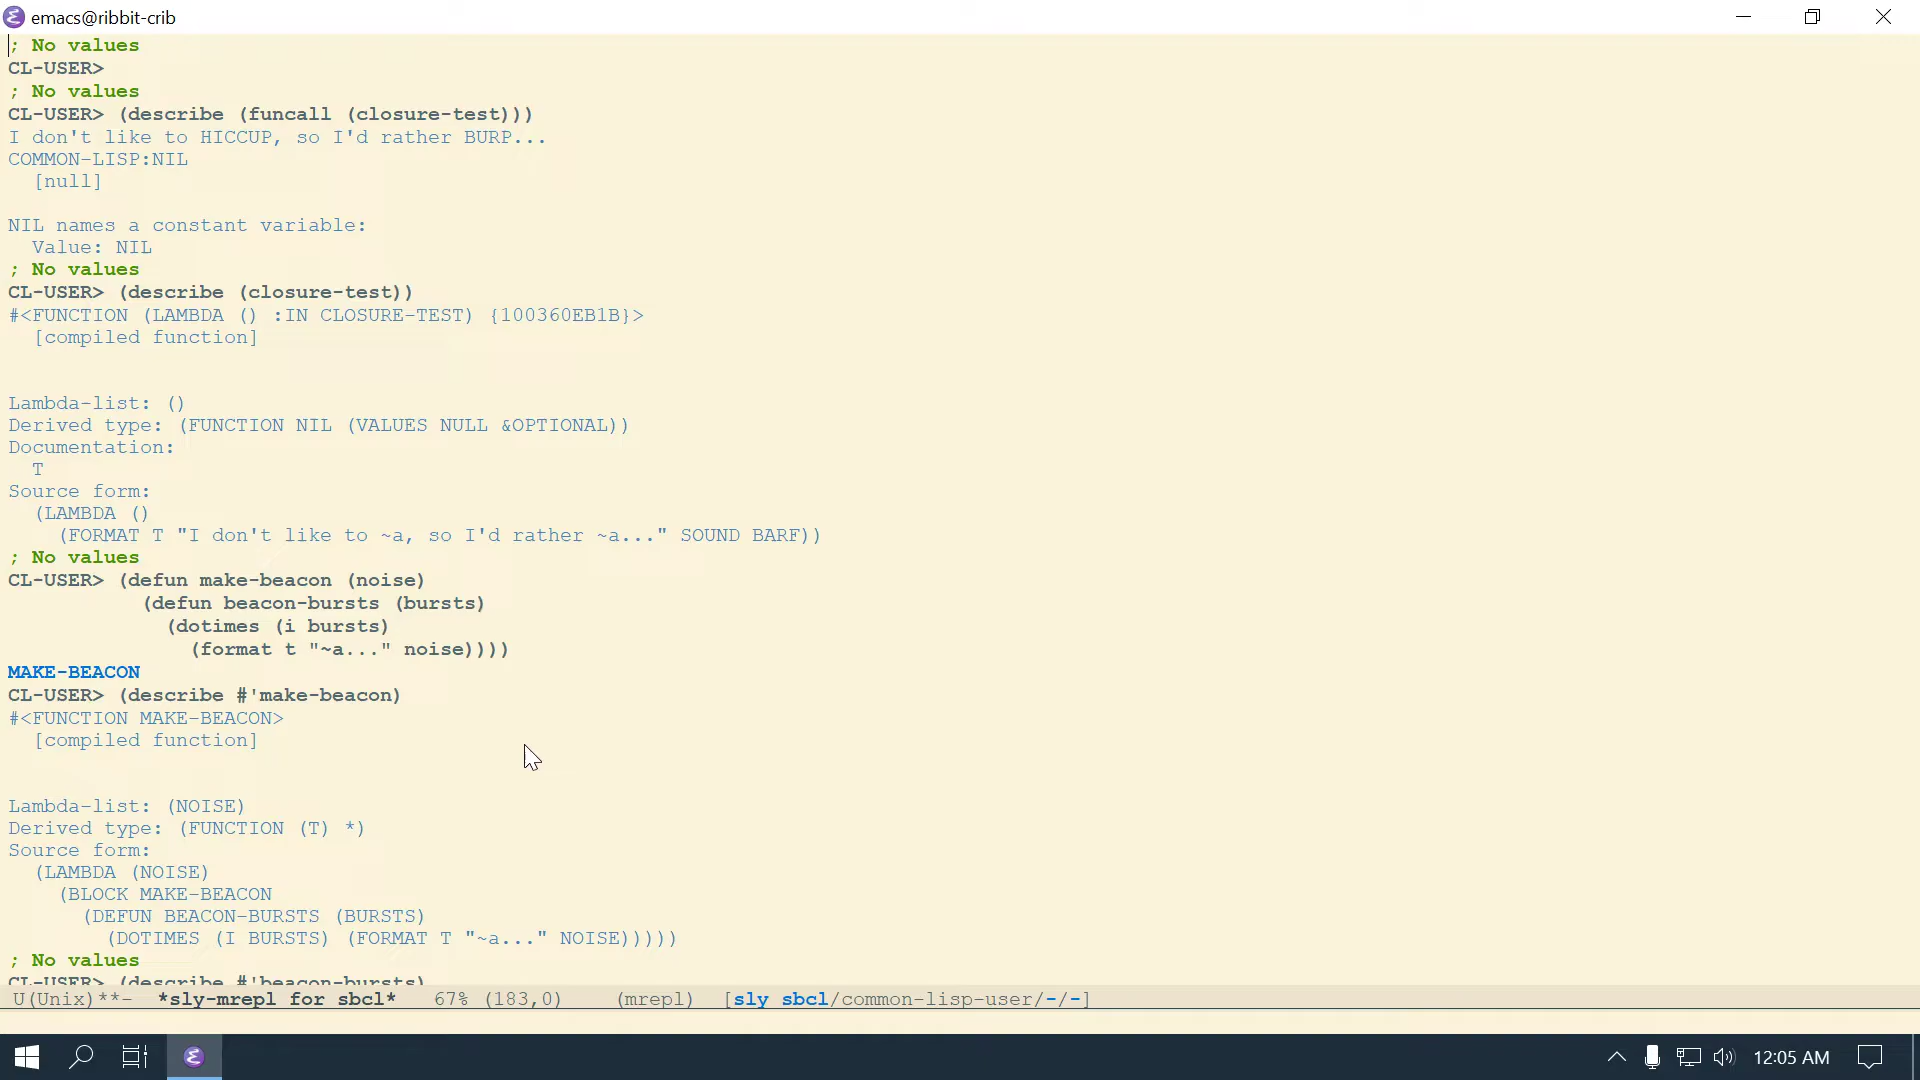 emacs@ribbit-crib
; No values
CL-USER>
; No values
CL-USER> (describe (funcall (closure-test)))
I don't like to HICCUP, so I'd rather BURP...
COMMON-LISP:NIL
  [null]

NIL names a constant variable:
  Value: NIL
; No values
CL-USER> (describe (closure-test))
#<FUNCTION (LAMBDA () :IN CLOSURE-TEST) {100360EB1B}>
  [compiled function]


Lambda-list: ()
Derived type: (FUNCTION NIL (VALUES NULL &OPTIONAL))
Documentation:
  T
Source form:
  (LAMBDA ()
    (FORMAT T "I don't like to ~a, so I'd rather ~a..." SOUND BARF))
; No values
CL-USER> (defun make-beacon (noise)
           (defun beacon-bursts (bursts)
             (dotimes (i bursts)
               (format t "~a..." noise))))
MAKE-BEACON
CL-USER> (describe #'make-beacon)
#<FUNCTION MAKE-BEACON>
  [compiled function]


Lambda-list: (NOISE)
Derived type: (FUNCTION (T) *)
Source form:
  (LAMBDA (NOISE)
    (BLOCK MAKE-BEACON
      (DEFUN BEACON-BURSTS (BURSTS)
        (DOTIMES (I BURSTS) (FORMAT T "~a..." NOISE)))))
; No values
CL-USER> (describe #'beacon-bursts)
U(Unix)**-  *sly-mrepl for sbcl*   67% (183,0)    (mrepl)  [sly sbcl/common-lisp-user/-/-]
12:05 AM